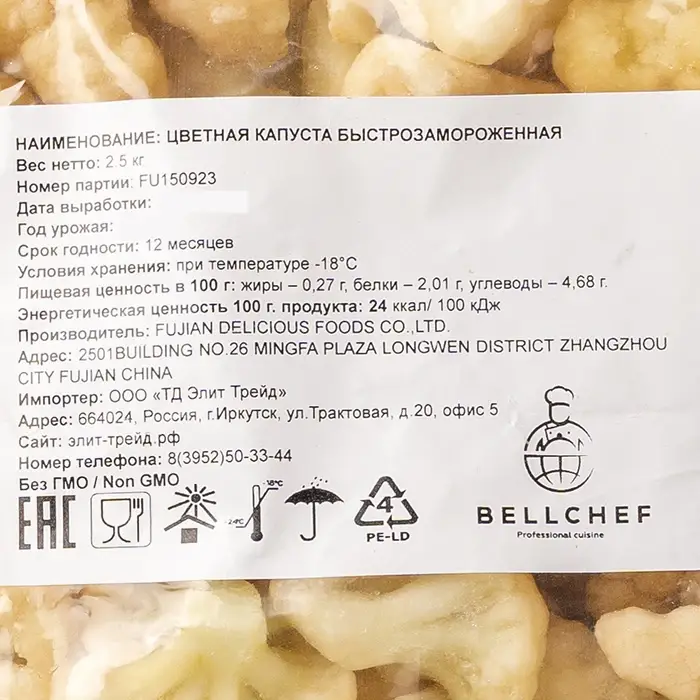 НАИМЕНОВАНИЕ: ЦВЕТНАЯ КАПУСТА БЫСТРОЗАМОРОЖЕННАЯ
Вес нетто: 2.5 кг
Номер партии: FU150923
Дата выработки:
Год урожая:
Срок годности: 12 месяцев
Условия хранения: при температуре -18°C
Пищевая ценность в 100 г: жиры – 0,27 г, белки – 2,01 г, углеводы – 4,68 г.
Энергетическая ценность 100 г. продукта: 24 ккал/ 100 кДж
Производитель: FUJIAN DELICIOUS FOODS CO.,LTD.
Адрес: 2501BUILDING NO.26 MINGFA PLAZA LONGWEN DISTRICT ZHANGZHOU
CITY FUJIAN CHINA
Импортер: ООО «ТД Элит Трейд»
Адрес: 664024, Россия, г.Иркутск, ул.Трактовая, д.20, офис 5
Сайт: элит-трейд.рф
Номер телефона: 8(3952)50-33-44
Без ГМО / Non GMO
EAC
-24°C
-18°C
4
PE-LD
BELLCHEF
Professional cuisine